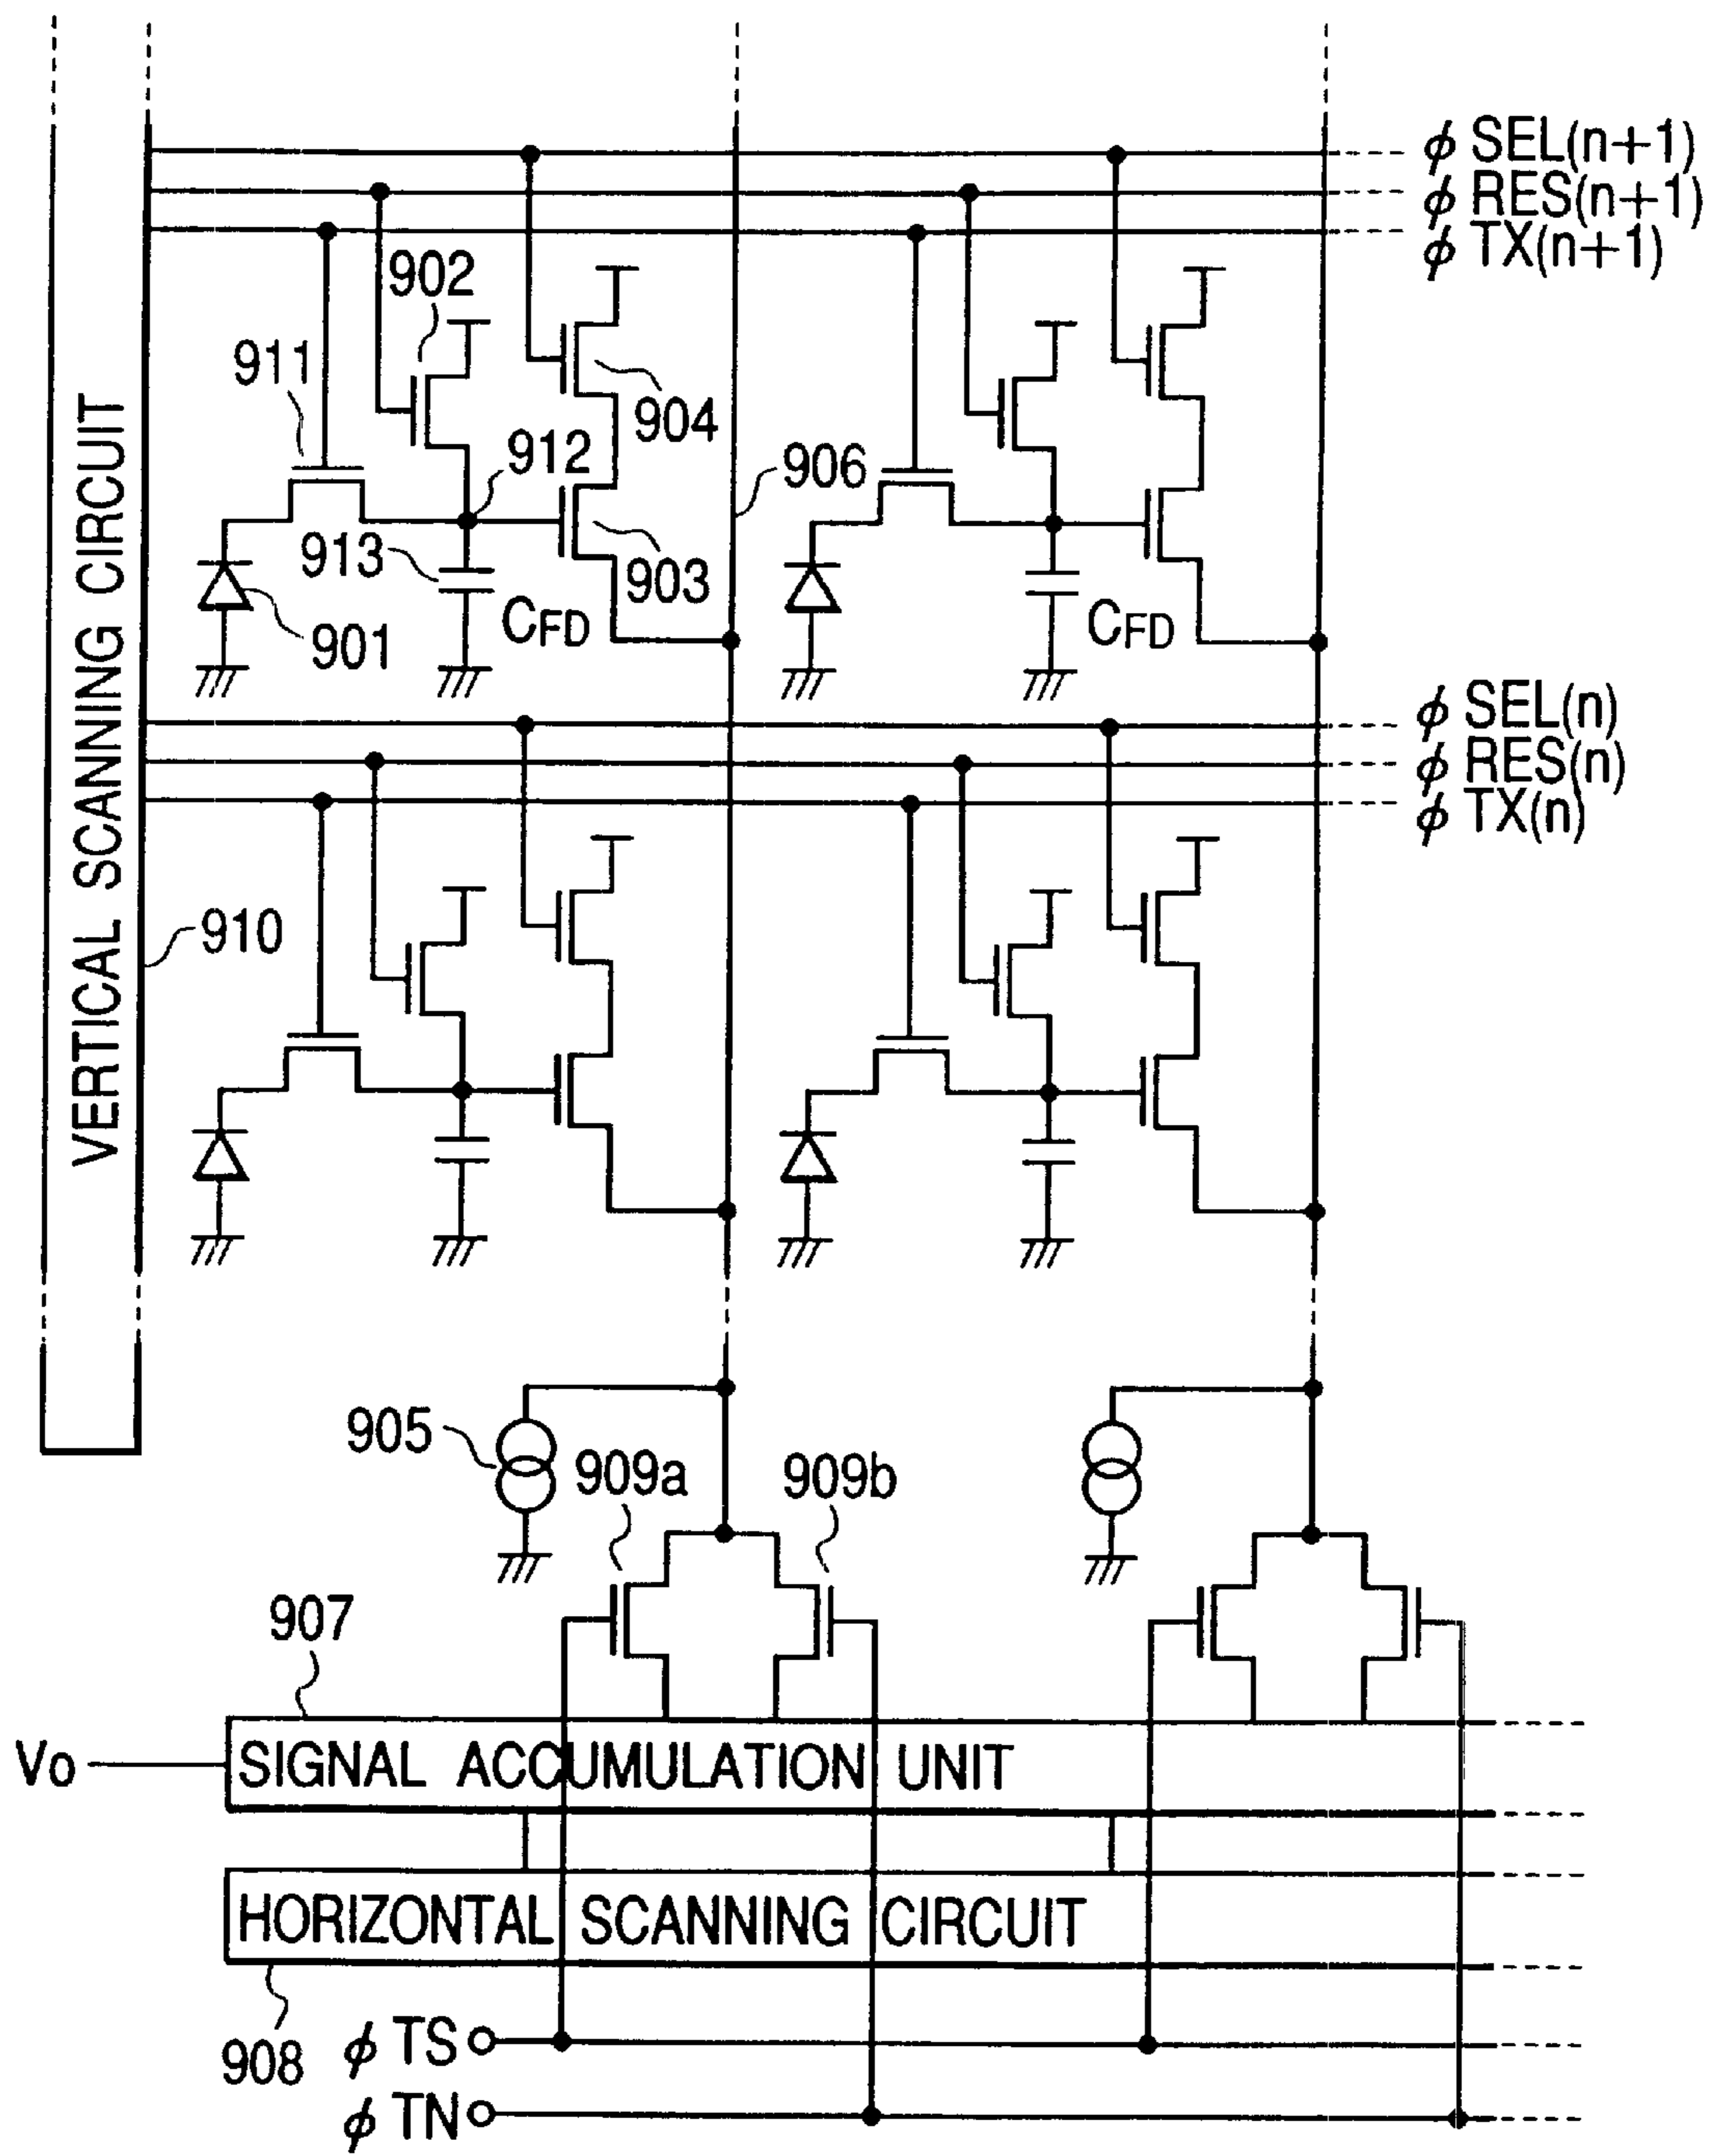 φ SEL(n+1)
φ RES(n+1)
φ TX(n+1)
902
911
904
912
906
913
903
CFD
CFD
901
VERTICAL SCANNING CIRCUIT
φ SEL(n)
φ RES(n)
φ TX(n)
910
905
909a
909b
907
Vo
SIGNAL ACCUMULATION UNIT
HORIZONTAL SCANNING CIRCUIT
908
φ TS
φ TN